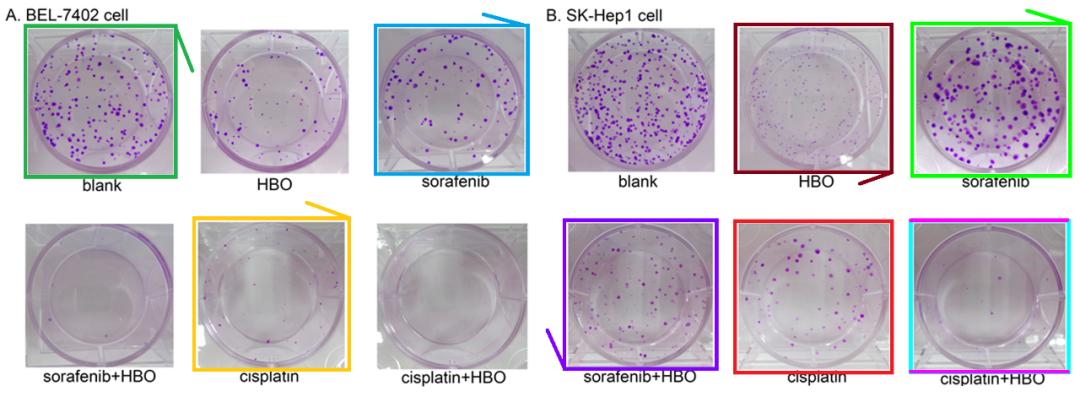 A. BEL-7402 cell
B. SK-Hep1 cell
blank
HBO
sorafenib
blank
HBO
sorafenib
sorafenib+HBO
cisplatin
cisplatin+HBO
sorafenib+HBO
cisplatin
cisplatin+HBO